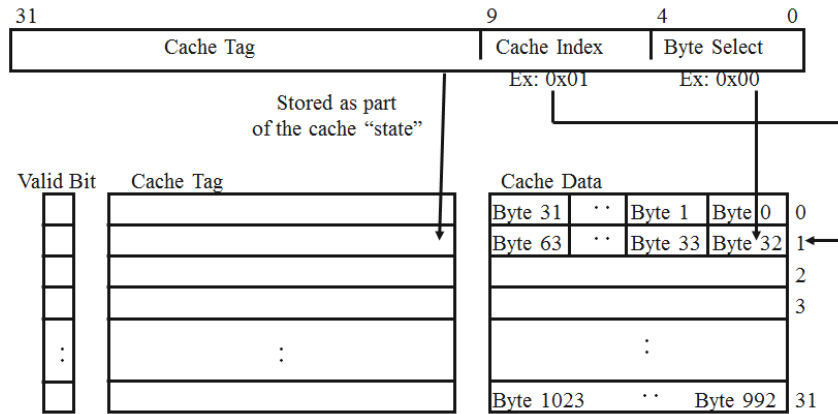 31 9 4 0
Cache Tag Cache Index Byte Select
Ex: 0x01 Ex: 0x00
Stored as part
of the cache “state”
Valid Bit Cache Tag Cache Data
Byte 31 .. Byte 1 Byte 0 0
Byte 63 .. Byte 33 Byte 32 1
2
3
: : :
Byte 1023 .. Byte 992 31